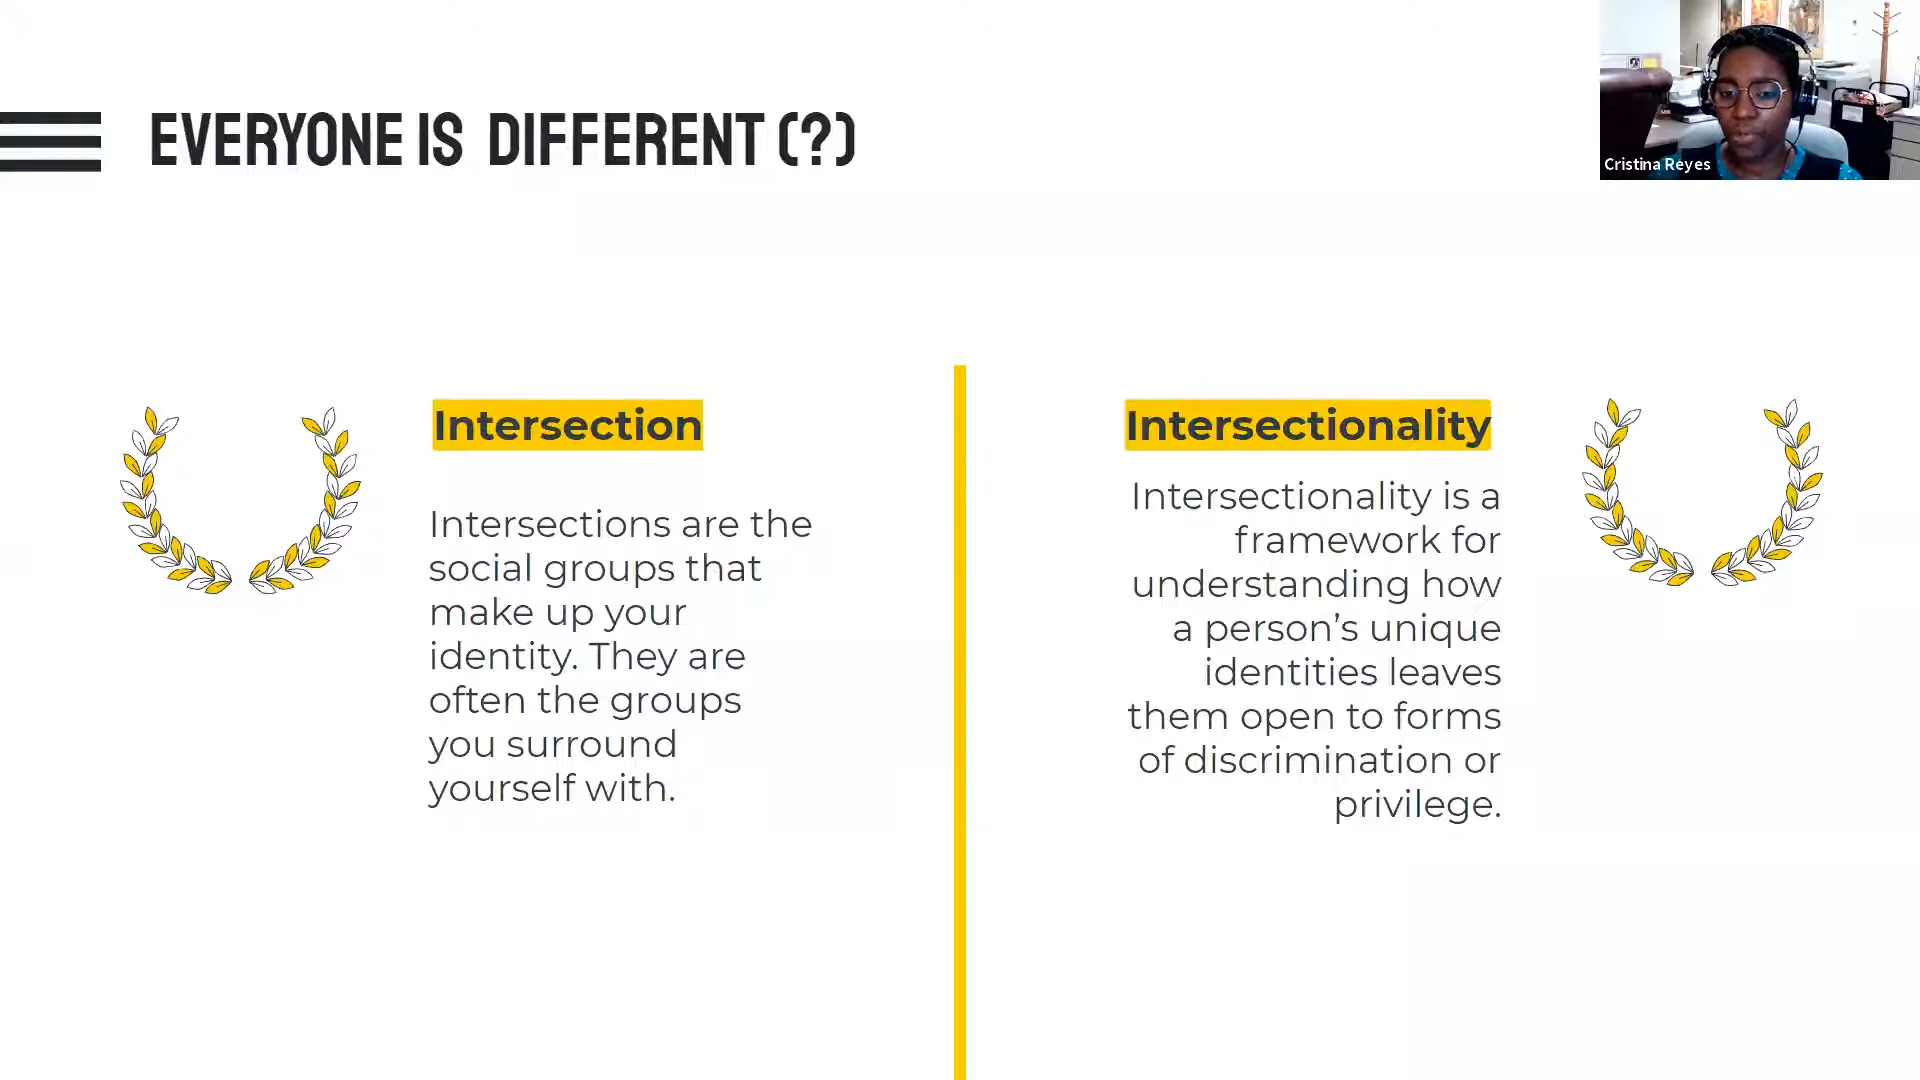 EVERYONE IS DIFFERENT (?)
Cristina Reyes
Intersection
Intersections are the
social groups that
make up your
identity. They are
often the groups
you surround
yourself with.
Intersectionality
Intersectionality is a
framework for
understanding how
a person’s unique
identities leaves
them open to forms
of discrimination or
privilege.